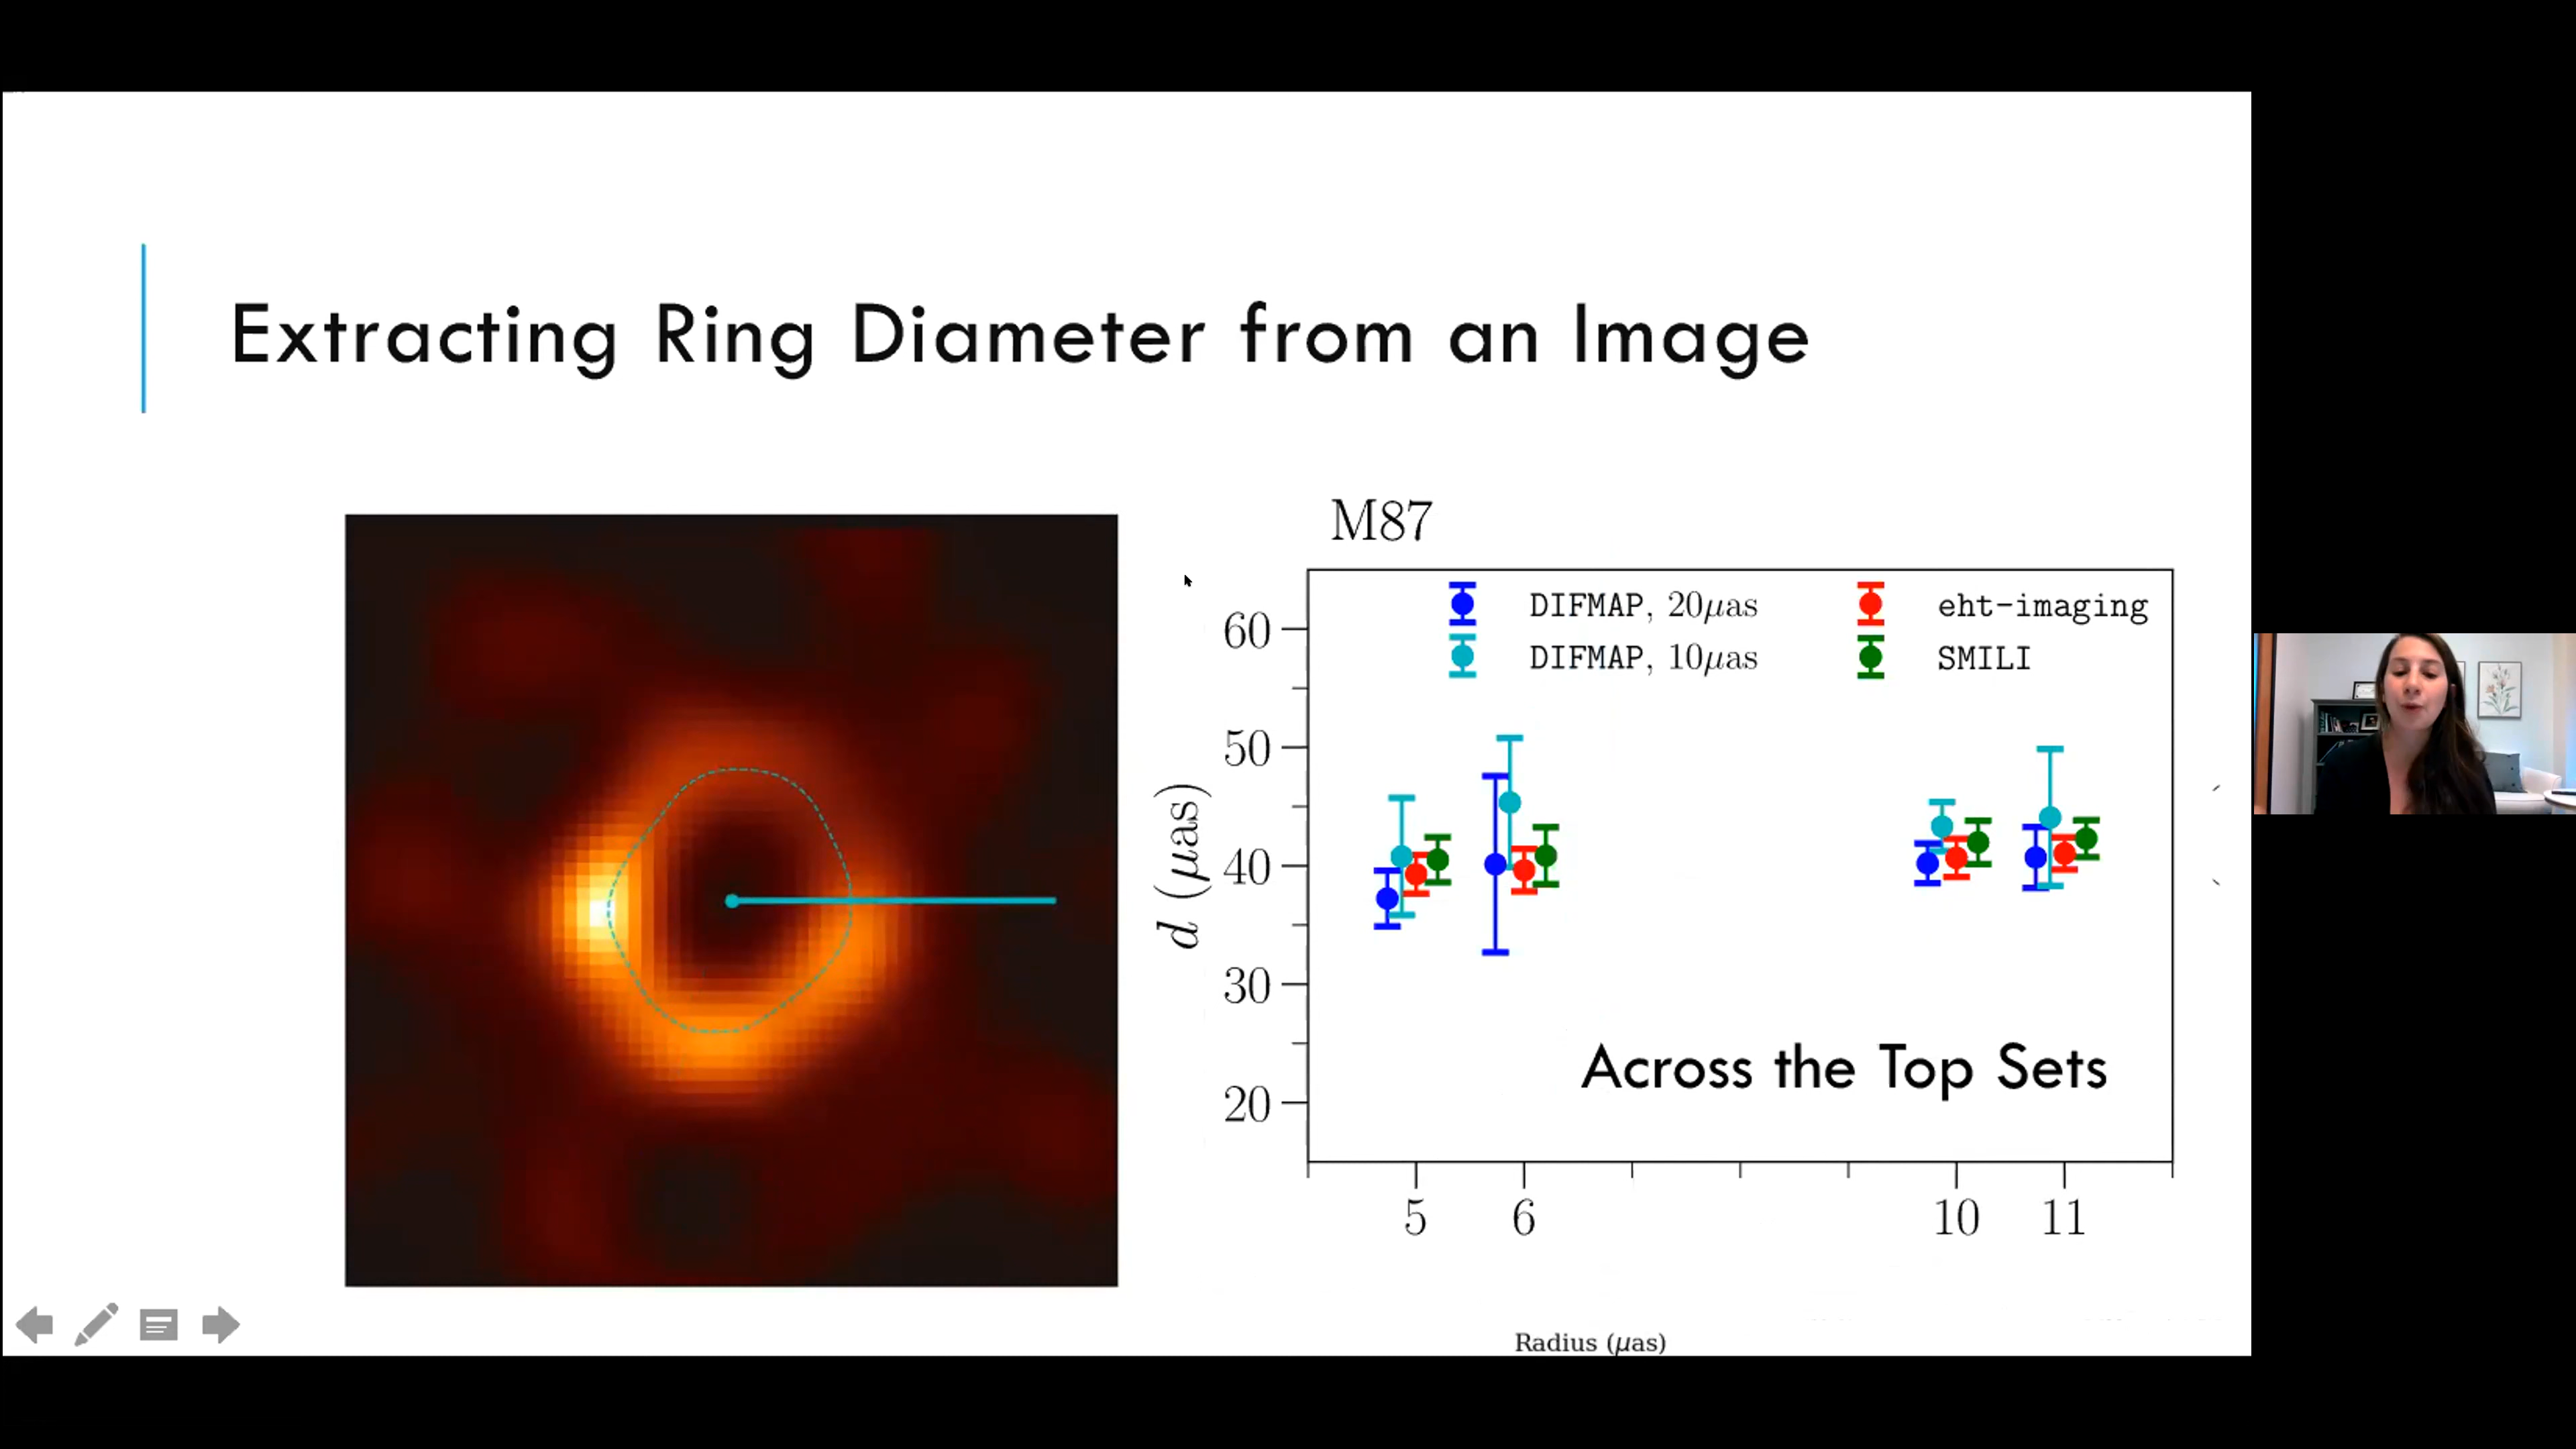 Extracting Ring Diameter from an Image
M87
DIFMAP, 20μas
eht-imaging
DIFMAP, 10μas
SMILI
60
50
40
30
20
d (μas)
Across the Top Sets
5 6 10 11
Radius (μas)